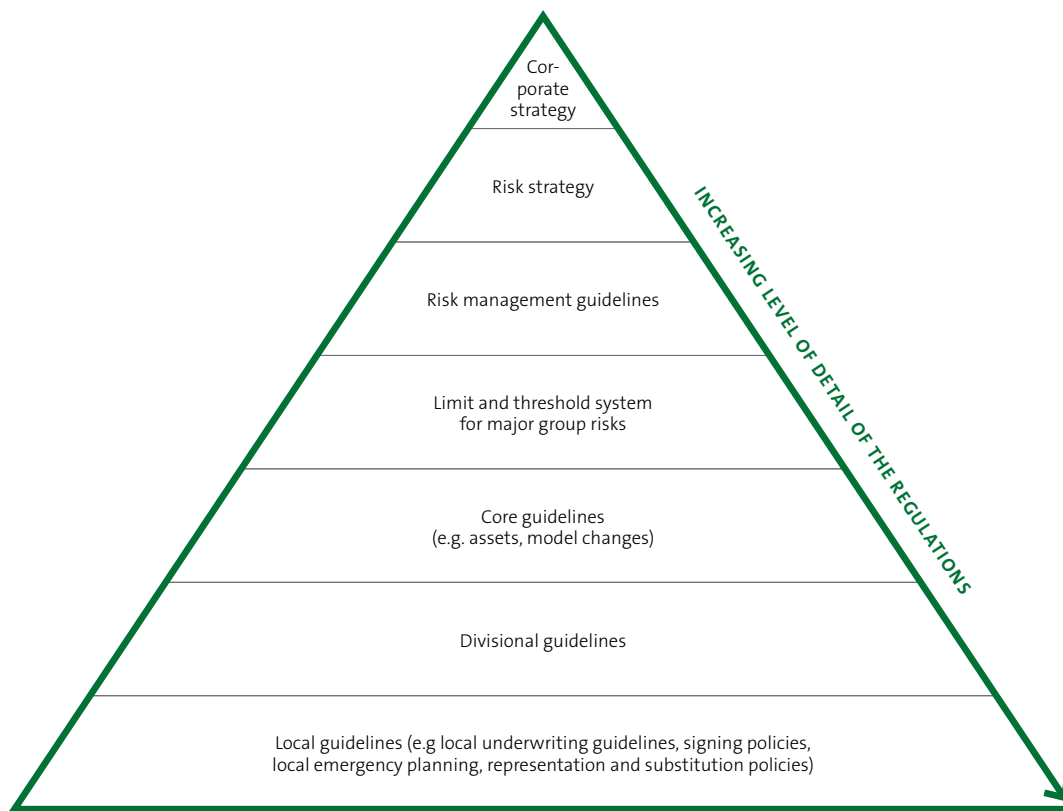 Cor-
porate
strategy
Risk strategy
INCREASING LEVEL OF DETAIL OF THE REGULATIONS
Risk management guidelines
Limit and threshold system
for major group risks
Core guidelines
(e.g. assets, model changes)
Divisional guidelines
Local guidelines (e.g local underwriting guidelines, signing policies,
local emergency planning, representation and substitution policies)